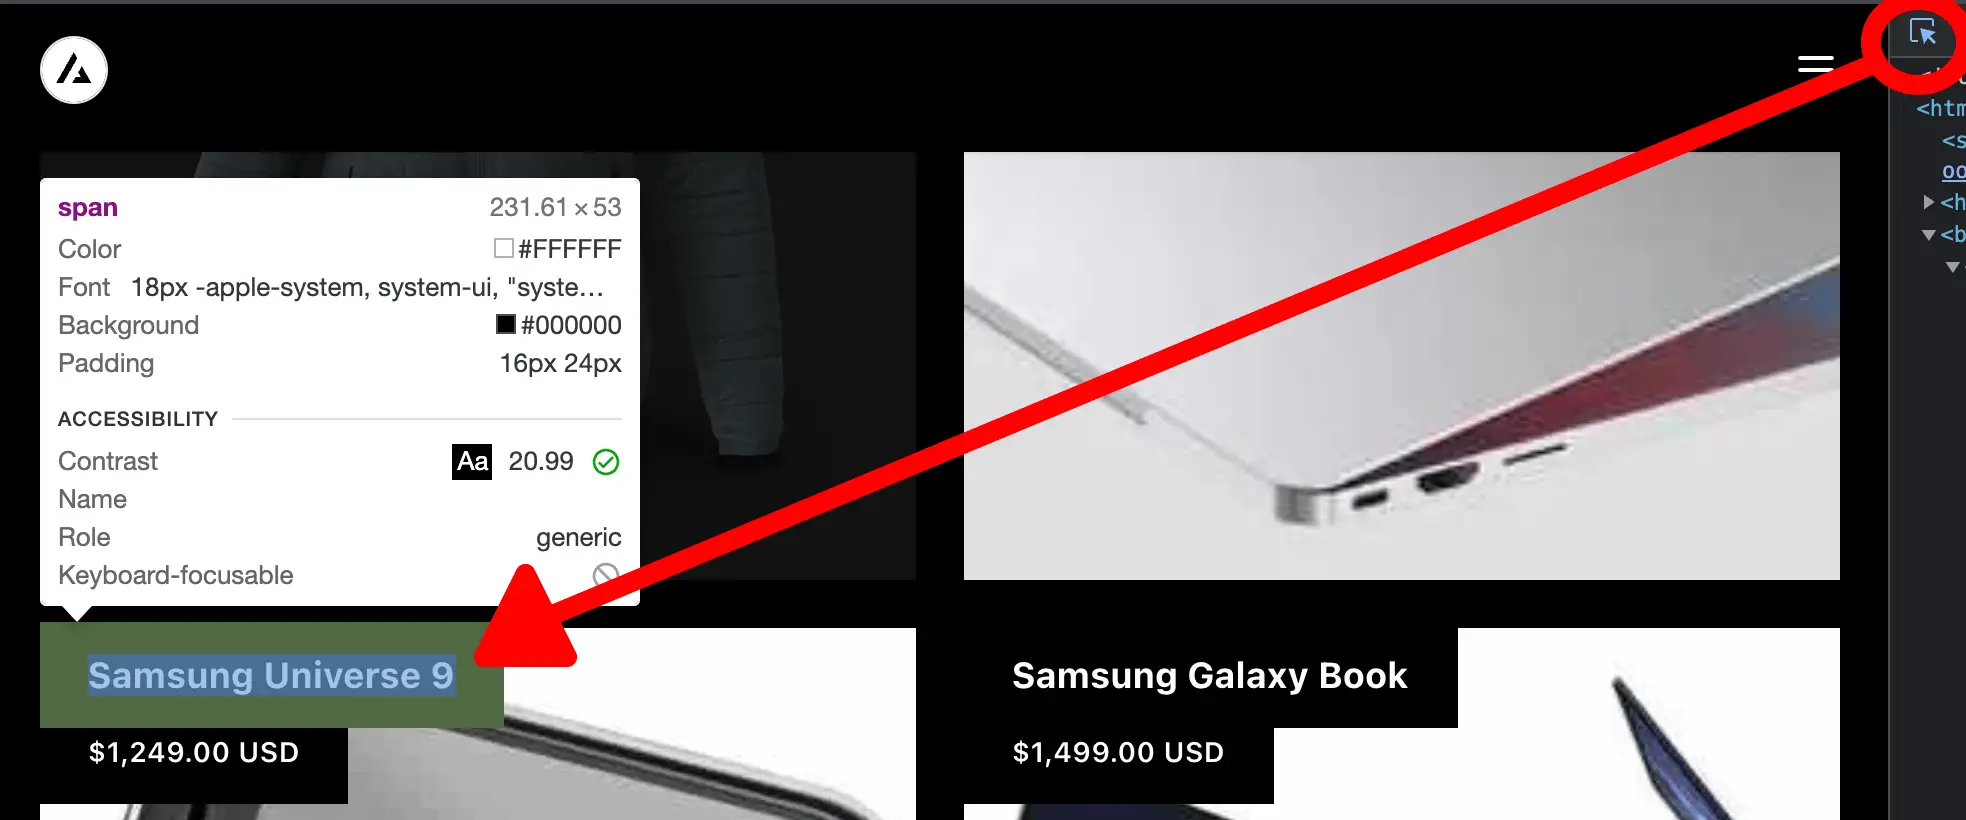 span 231.61 × 53
Color #FFFFFF
Font 18px -apple-system, system-ui, "syste…
Background #000000
Padding 16px 24px
ACCESSIBILITY
Contrast Aa 20.99
Name
Role generic
Keyboard-focusable
Samsung Universe 9
$1,249.00 USD
Samsung Galaxy Book
$1,499.00 USD
<htm
<s
oo
<h
<b